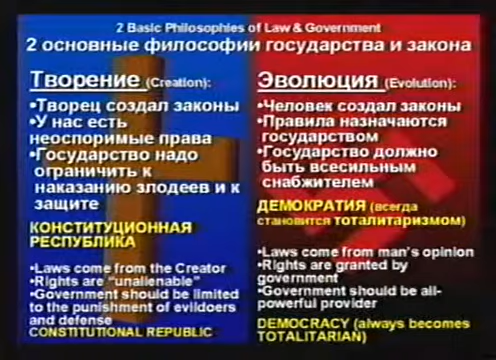 2 Basic Philosophies of Law & Government
2 основные философии государства и закона
Творение (Creation):
•Творец создал законы
•У нас есть
неоспоримые права
•Государство надо
ограничить к
наказанию злодеев и к
защите
КОНСТИТУЦИОННАЯ
РЕСПУБЛИКА
•Laws come from the Creator
•Rights are "unalienable"
•Government should be limited
to the punishment of evildoers
and defense
CONSTITUTIONAL REPUBLIC
Эволюция (Evolution):
•Человек создал законы
•Правила назначаются
государством
•Государство должно
быть всесильным
снабжителем
ДЕМОКРАТИЯ (всегда
становится тоталитаризмом)
•Laws come from man's opinion
•Rights are granted by
government
•Government should be all-
powerful provider
DEMOCRACY (always becomes
TOTALITARIAN)